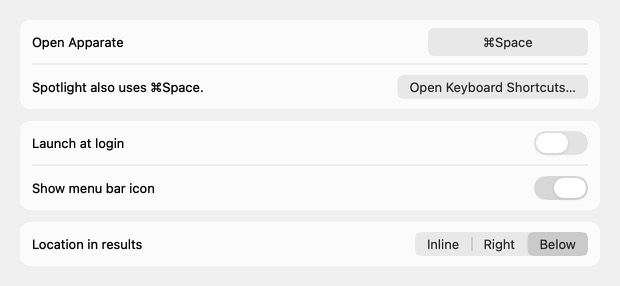 Open Apparate
⌘Space
Spotlight also uses ⌘Space.
Open Keyboard Shortcuts...
Launch at login
Show menu bar icon
Location in results
Inline
Right
Below